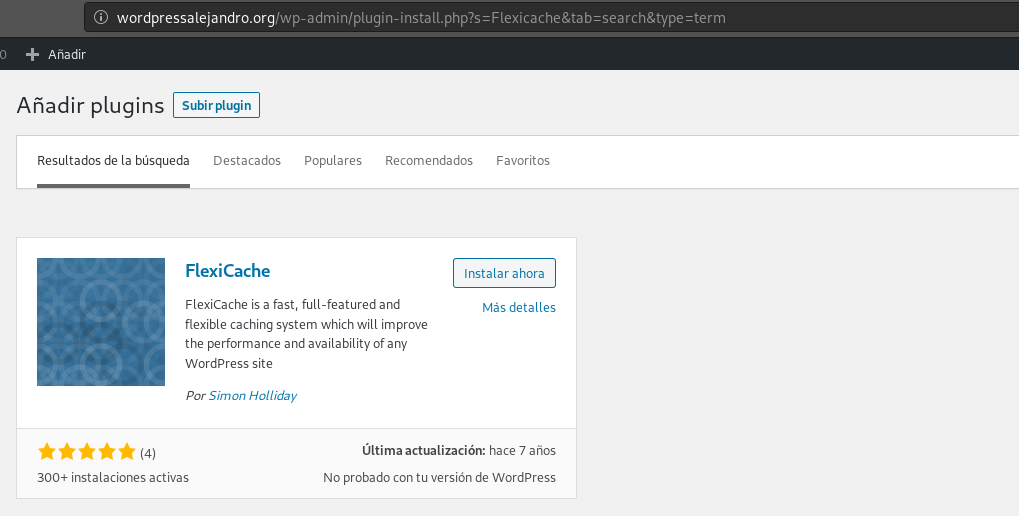 wordpressalejandro.org/wp-admin/plugin-install.php?s=Flexicache&tab=search&type=term
0 Añadir
Añadir plugins Subir plugin
Resultados de la búsqueda Destacados Populares Recomendados Favoritos
FlexiCache Instalar ahora
Más detalles
FlexiCache is a fast, full-featured and
flexible caching system which will improve
the performance and availability of any
WordPress site
Por Simon Holliday
(4) Última actualización: hace 7 años
300+ instalaciones activas No probado con tu versión de WordPress